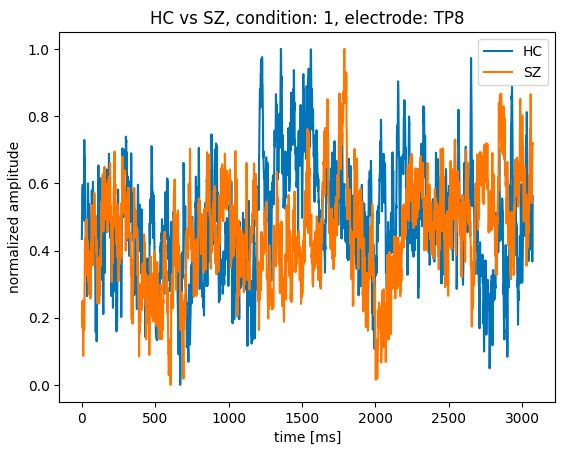 HC vs SZ, condition: 1, electrode: TP8
HC
SZ
normalized amplitude
1.0
0.8
0.6
0.4
0.2
0.0
0
500
1000
1500
2000
2500
3000
time [ms]